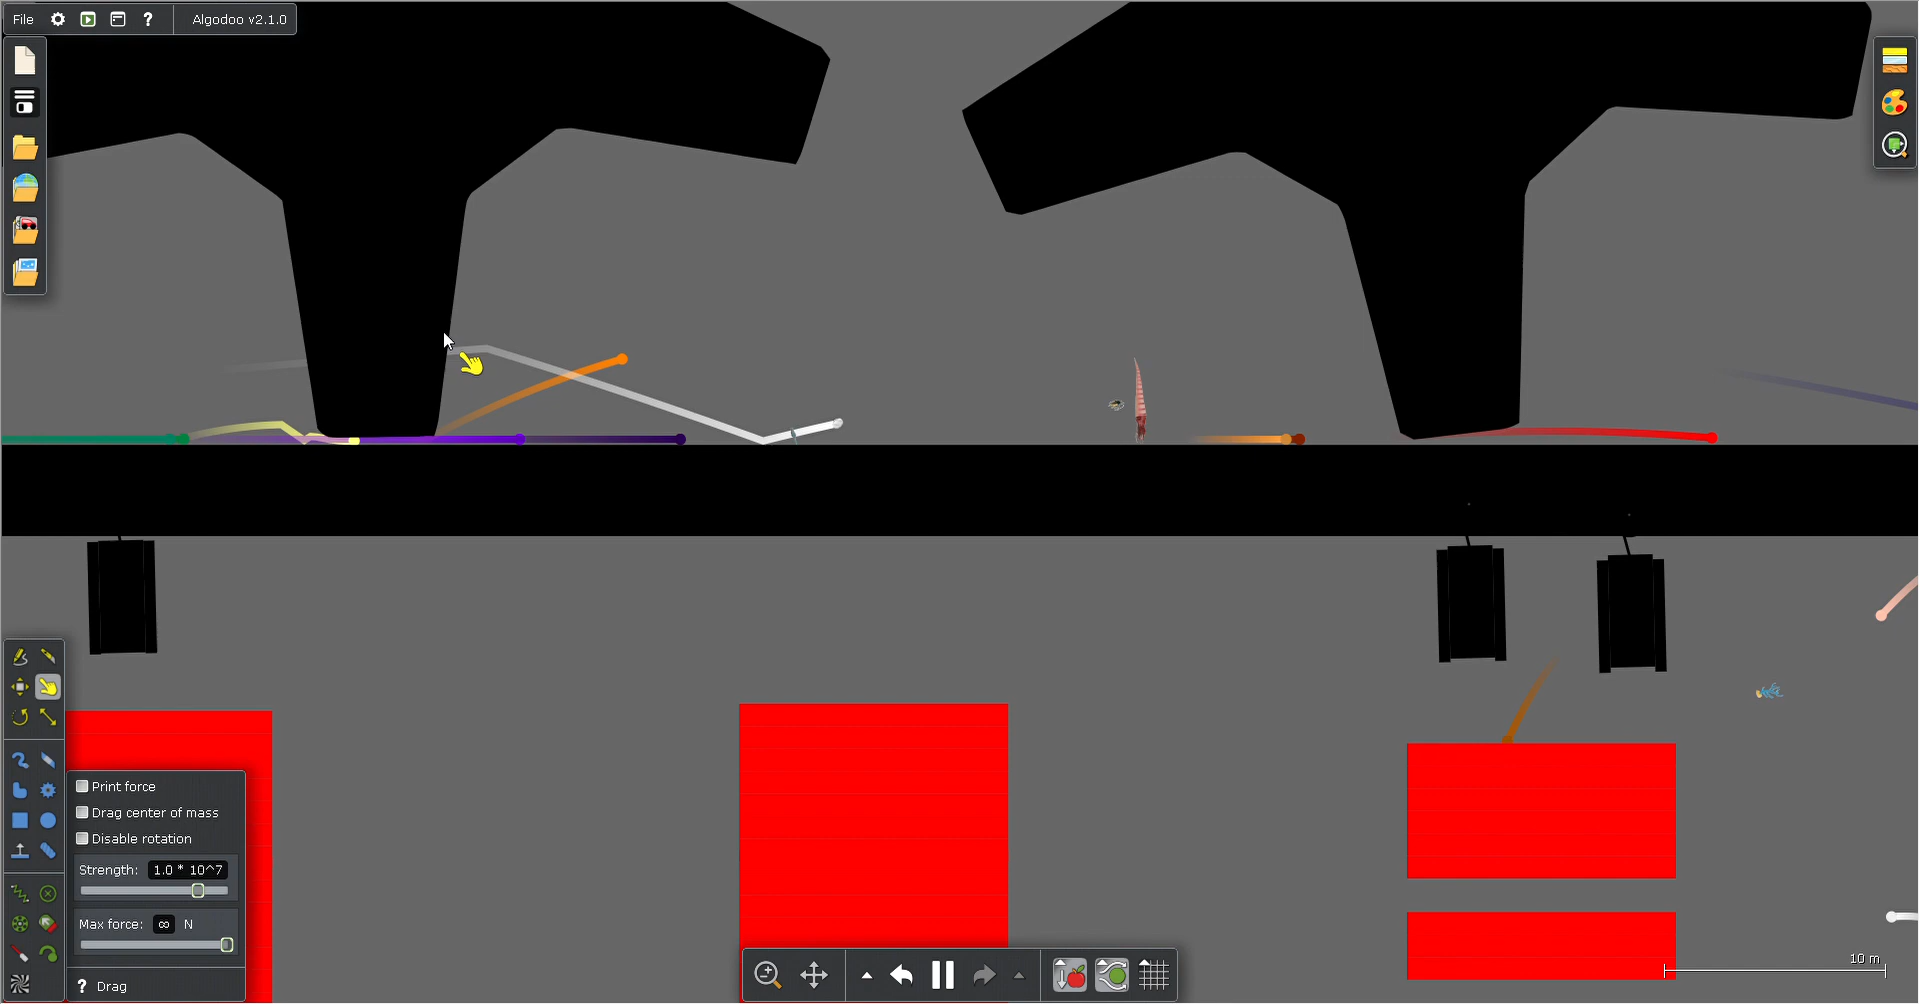 File ? Algodoo v2.1.0
Print force
Drag center of mass
Disable rotation
Strength: 1.0 * 10^7
Max force: ∞ N
? Drag
10 m